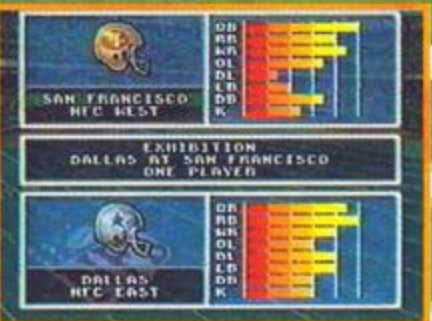 SAN FRANCISCO
NFC WEST
QB
RB
WR
OL
DL
LB
DB
K
EXHIBITION
DALLAS AT SAN FRANCISCO
ONE PLAYER
DALLAS
NFC EAST
QB
RB
WR
OL
DL
LB
DB
K